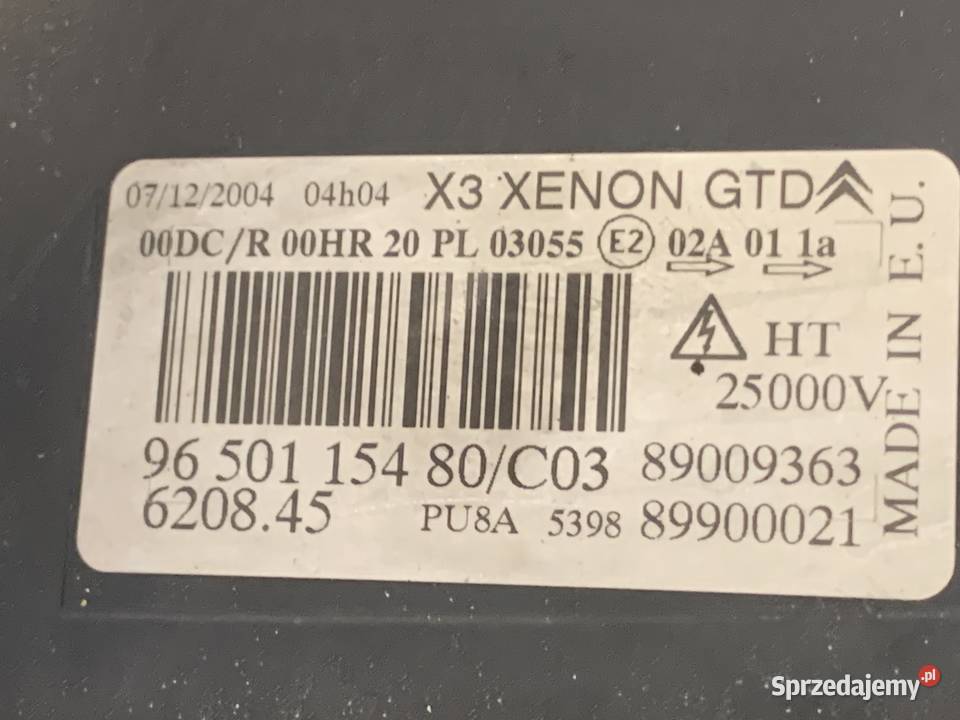 07/12/2004 04h04 X3 XENON GTD
00DC/R 00HR 20 PL 03055 E2 02A 01 1a
HT
25000V
96 501 154 80/C03 89009363
6208.45 PU8A 5398 89900021
MADE IN E.U.
Sprzedajemy.pl